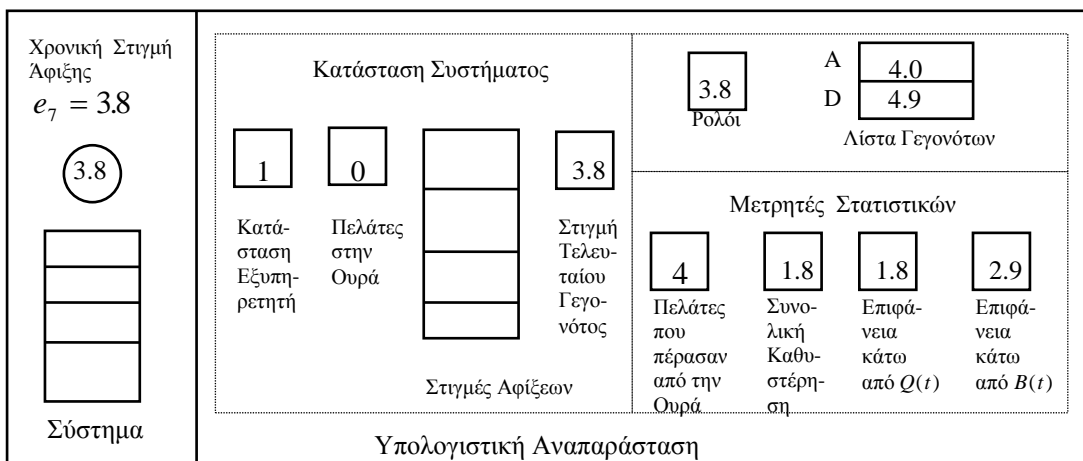 Χρονική Στιγμή
Άφιξης
e₇ = 3.8
3.8
Σύστημα
Κατάσταση Συστήματος
1
0
3.8
Κατά-
σταση
Εξυπη-
ρετητή
Πελάτες
στην
Ουρά
Στιγμή
Τελευ-
ταίου
Γεγο-
νότος
Στιγμές Αφίξεων
3.8
Ρολόι
A 4.0
D 4.9
Λίστα Γεγονότων
Μετρητές Στατιστικών
4
1.8
1.8
2.9
Πελάτες
που
πέρασαν
από την
Ουρά
Συνο-
λική
Καθυ-
στέρη-
ση
Επιφά-
νεια
κάτω
από Q(t)
Επιφά-
νεια
κάτω
από B(t)
Υπολογιστική Αναπαράσταση